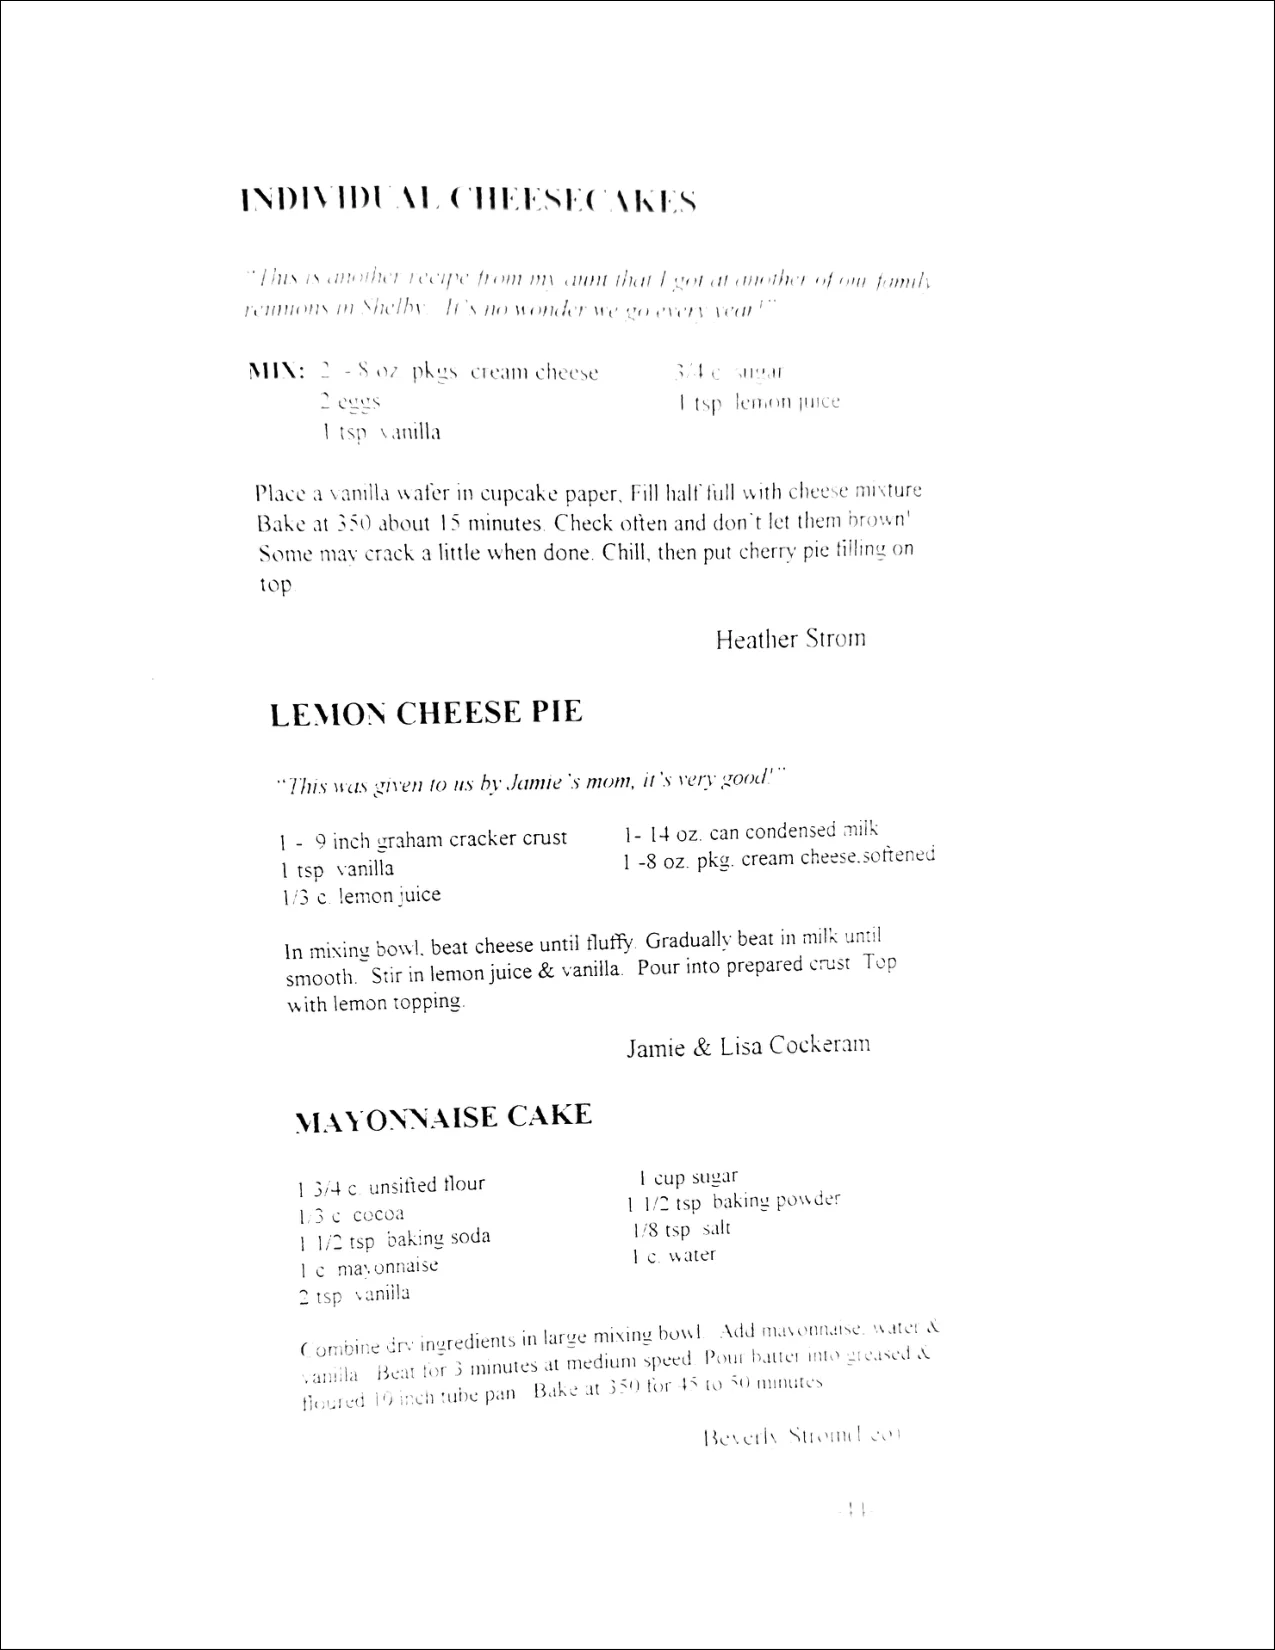 INDIVIDUAL CHEESECAKES
"This is another recipe from my aunt that I got at another of our family
reunions in Shelby. It's no wonder we go every year!"
MIX: 2 - 8 oz pkgs cream cheese 3/4 c sugar
2 eggs 1 tsp lemon juice
1 tsp vanilla
Place a vanilla wafer in cupcake paper, Fill half full with cheese mixture
Bake at 350 about 15 minutes. Check often and don't let them brown!
Some may crack a little when done. Chill, then put cherry pie filling on
top
Heather Strom
LEMON CHEESE PIE
"This was given to us by Jamie's mom, it's very good!"
1 - 9 inch graham cracker crust 1- 14 oz. can condensed milk
1 tsp vanilla 1 -8 oz. pkg. cream cheese,softened
1/3 c. lemon juice
In mixing bowl, beat cheese until fluffy. Gradually beat in milk until
smooth. Stir in lemon juice & vanilla. Pour into prepared crust Top
with lemon topping.
Jamie & Lisa Cockeram
MAYONNAISE CAKE
1 3/4 c. unsifted flour 1 cup sugar
1/3 c cocoa 1 1/2 tsp baking powder
1 1/2 tsp baking soda 1/8 tsp salt
1 c mayonnaise 1 c. water
2 tsp vanilla
Combine dry ingredients in large mixing bowl Add mayonnaise, water &
vanilla Beat for 3 minutes at medium speed Pour batter into greased &
floured 10 inch tube pan Bake at 350 for 45 to 50 minutes
Beverly Strom